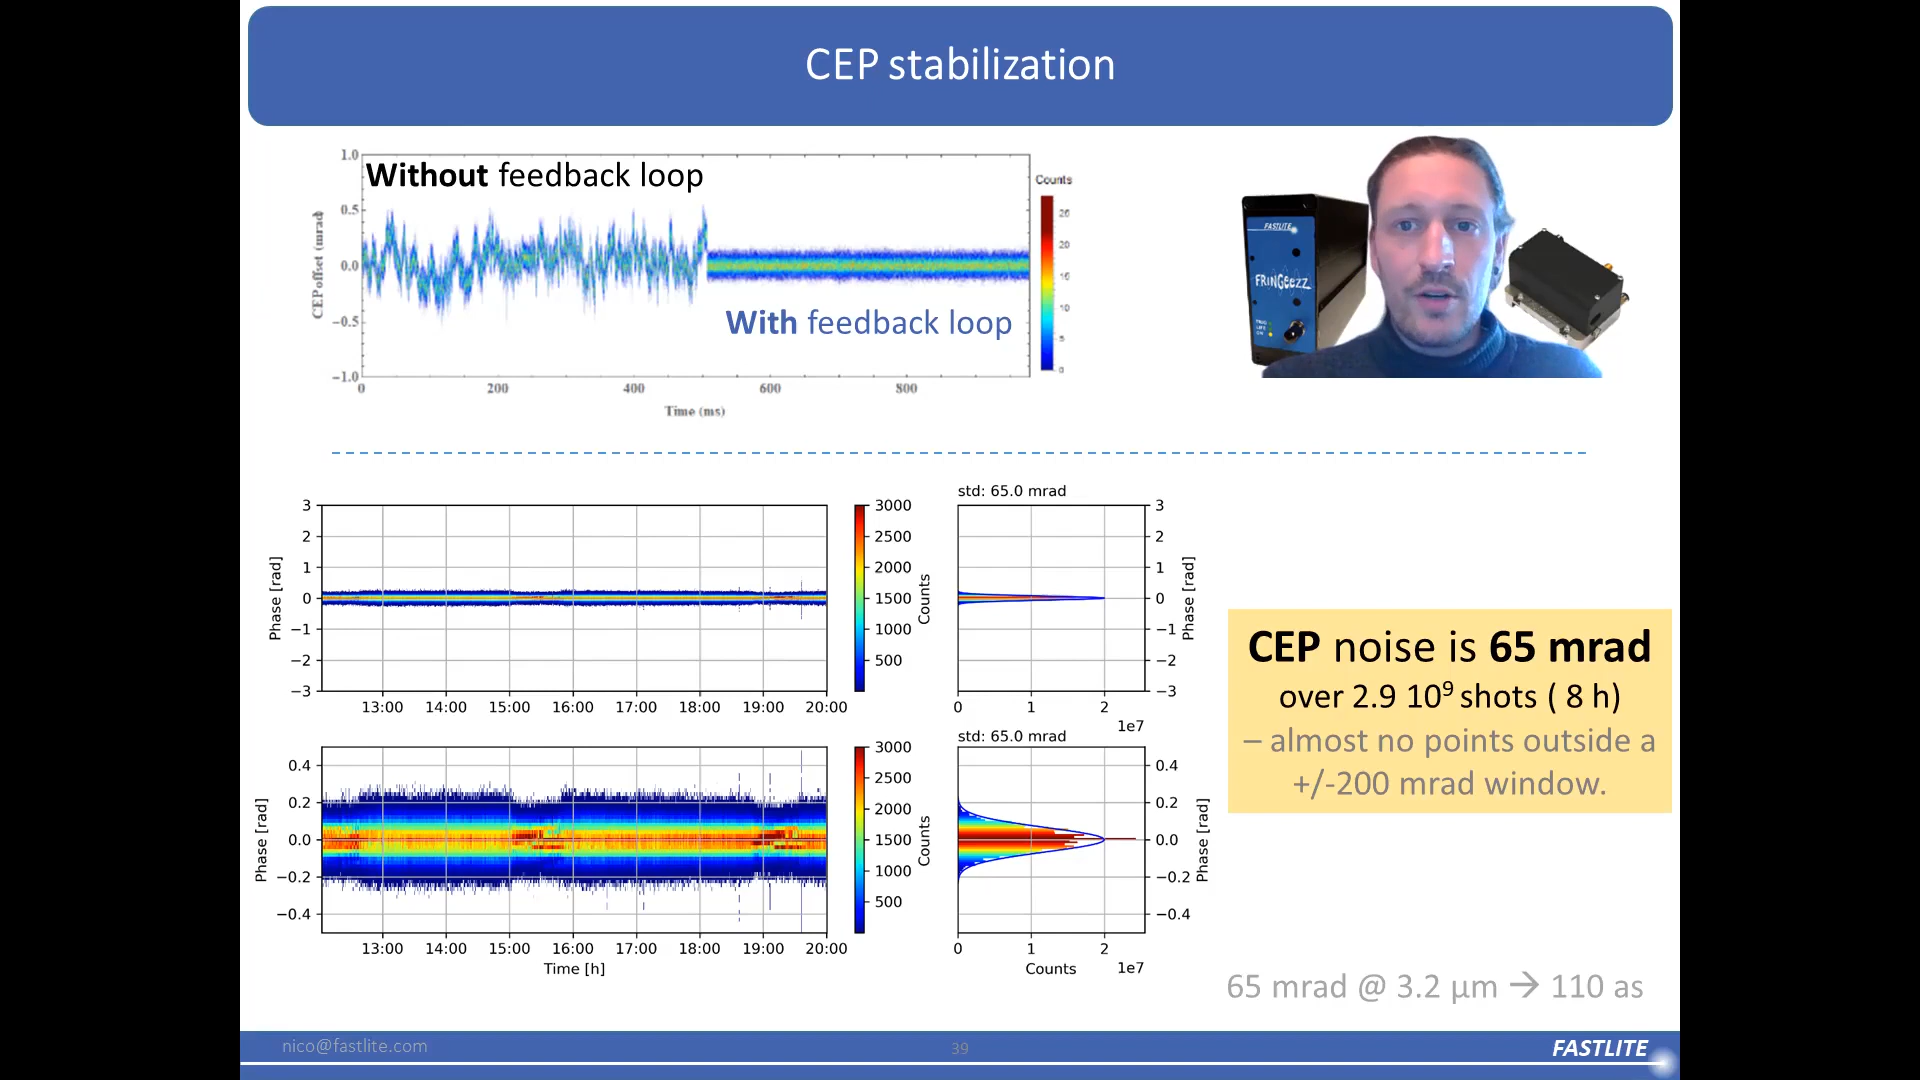 CEP stabilization
Without feedback loop
With feedback loop
CEP offset (mrad)
1.0
0.5
0.0
−0.5
−1.0
0
200
400
600
800
Time (ms)
Counts
20
10
5
0
FASTLITE
FRINGEEZZ
std: 65.0 mrad
Phase [rad]
3
2
1
0
−1
−2
−3
13:00 14:00 15:00 16:00 17:00 18:00 19:00 20:00
3000
2500
2000
1500
1000
500
Counts
3
2
1
0
−1
−2
−3
Phase [rad]
0 1 2
1e7
std: 65.0 mrad
Phase [rad]
0.4
0.2
0.0
−0.2
−0.4
13:00 14:00 15:00 16:00 17:00 18:00 19:00 20:00
Time [h]
3000
2500
2000
1500
1000
500
Counts
0.4
0.2
0.0
−0.2
−0.4
Phase [rad]
0 1 2
Counts
1e7
CEP noise is 65 mrad
over 2.9 10⁹ shots ( 8 h)
– almost no points outside a
+/-200 mrad window.
65 mrad @ 3.2 µm → 110 as
nico@fastlite.com
39
FASTLITE